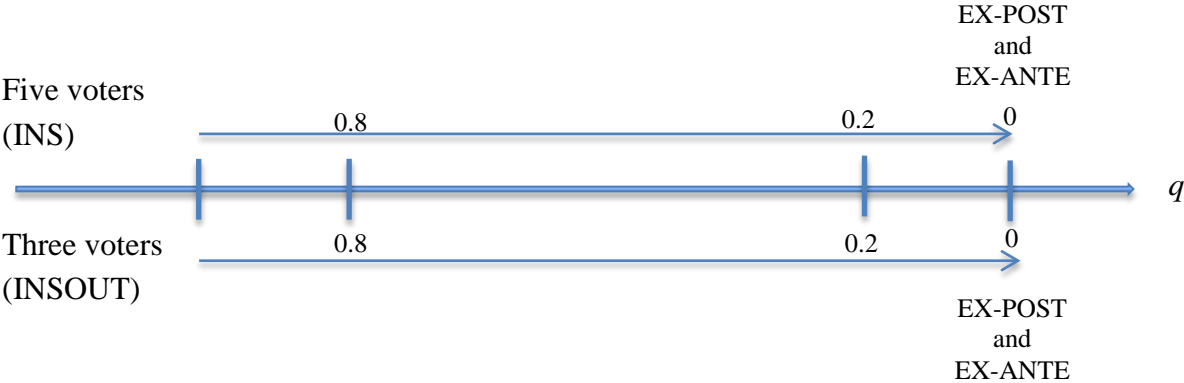 EX-POST
and
EX-ANTE
Five voters
(INS)
0.8
0.2
0
q
Three voters
(INSOUT)
0.8
0.2
0
EX-POST
and
EX-ANTE